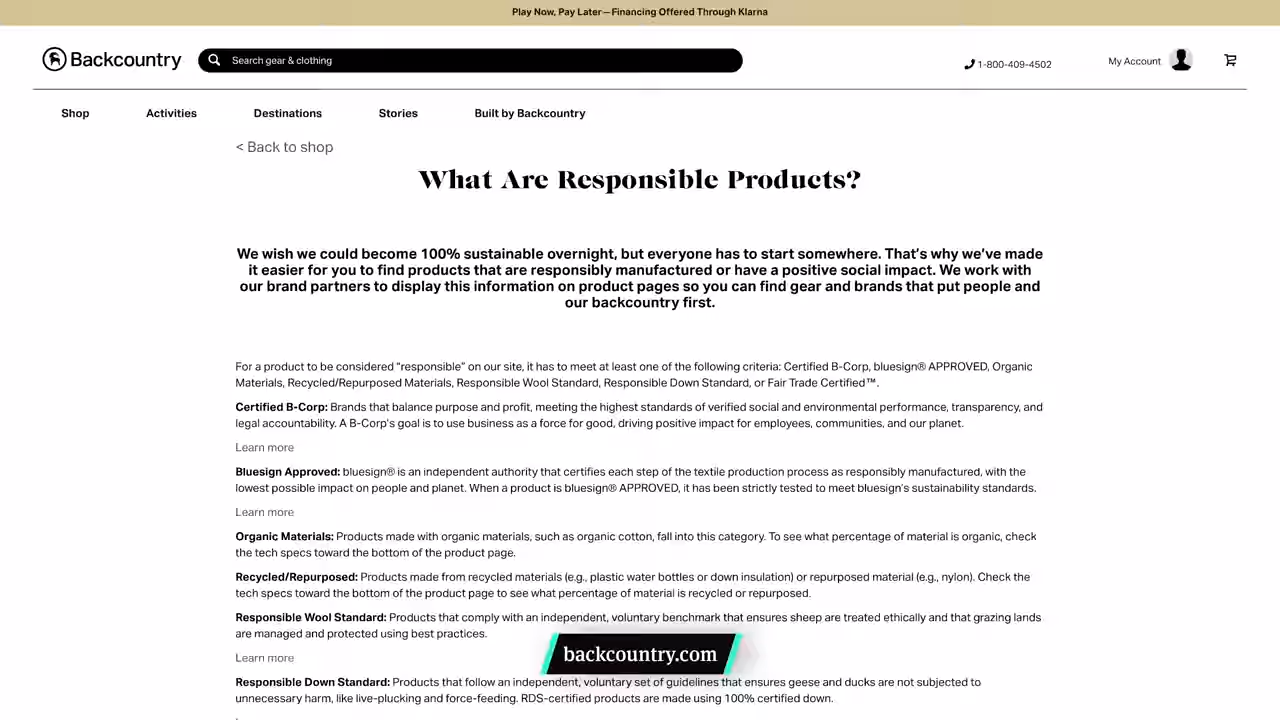 Play Now, Pay Later—Financing Offered Through Klarna
Backcountry
Search gear & clothing
1-800-409-4502
My Account
Shop
Activities
Destinations
Stories
Built by Backcountry
< Back to shop
What Are Responsible Products?
We wish we could become 100% sustainable overnight, but everyone has to start somewhere. That's why we've made
it easier for you to find products that are responsibly manufactured or have a positive social impact. We work with
our brand partners to display this information on product pages so you can find gear and brands that put people and
our backcountry first.
For a product to be considered “responsible” on our site, it has to meet at least one of the following criteria: Certified B-Corp, bluesign® APPROVED, Organic
Materials, Recycled/Repurposed Materials, Responsible Wool Standard, Responsible Down Standard, or Fair Trade Certified™.
Certified B-Corp: Brands that balance purpose and profit, meeting the highest standards of verified social and environmental performance, transparency, and
legal accountability. A B-Corp's goal is to use business as a force for good, driving positive impact for employees, communities, and our planet.
Learn more
Bluesign Approved: bluesign® is an independent authority that certifies each step of the textile production process as responsibly manufactured, with the
lowest possible impact on people and planet. When a product is bluesign® APPROVED, it has been strictly tested to meet bluesign's sustainability standards.
Learn more
Organic Materials: Products made with organic materials, such as organic cotton, fall into this category. To see what percentage of material is organic, check
the tech specs toward the bottom of the product page.
Recycled/Repurposed: Products made from recycled materials (e.g., plastic water bottles or down insulation) or repurposed material (e.g., nylon). Check the
tech specs toward the bottom of the product page to see what percentage of material is recycled or repurposed.
Responsible Wool Standard: Products that comply with an independent, voluntary benchmark that ensures sheep are treated ethically and that grazing lands
are managed and protected using best practices.
backcountry.com
Learn more
Responsible Down Standard: Products that follow an independent, voluntary set of guidelines that ensures geese and ducks are not subjected to
unnecessary harm, like live-plucking and force-feeding. RDS-certified products are made using 100% certified down.